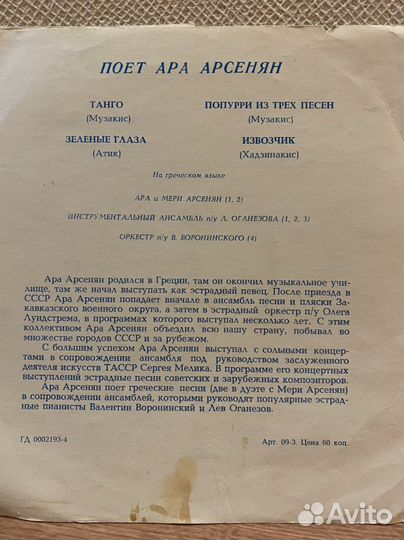 ПОЕТ АРА АРСЕНЯН
ТАНГО
(Музакис)
ПОПУРРИ ИЗ ТРЕХ ПЕСЕН
(Музакис)
ЗЕЛЕНЫЕ ГЛАЗА
(Атик)
ИЗВОЗЧИК
(Хадзинакис)
На греческом языке
АРА и МЕРИ АРСЕНЯН (1, 2)
ИНСТРУМЕНТАЛЬНЫЙ АНСАМБЛЬ п/у Л. ОГАНЕЗОВА (1, 2, 3)
ОРКЕСТР п/у В. ВОРОНИНСКОГО (4)
Ара Арсенян родился в Греции, там он окончил музыкальное учи-
лище, там же начал выступать как эстрадный певец. После приезда в
СССР Ара Арсенян попадает вначале в ансамбль песни и пляски За-
кавказского военного округа, а затем в эстрадный оркестр п/у Олега
Лундстрема, в программах которого выступал несколько лет. С этим
коллективом Ара Арсенян объездил всю нашу страну, побывал во
множестве городов СССР и за рубежом.
С большим успехом Ара Арсенян выступал с сольными концер-
тами в сопровождении ансамбля под руководством заслуженного
деятеля искусств ТАССР Сергея Мелика. В программе его концертных
выступлений эстрадные песни советских и зарубежных композиторов.
Ара Арсенян поет греческие песни (две в дуэте с Мери Арсенян)
в сопровождении ансамблей, которыми руководят популярные эстрад-
ные пианисты Валентин Воронинский и Лев Оганезов.
ГД 0002193-4
Арт. 09-3. Цена 60 коп.
Avito